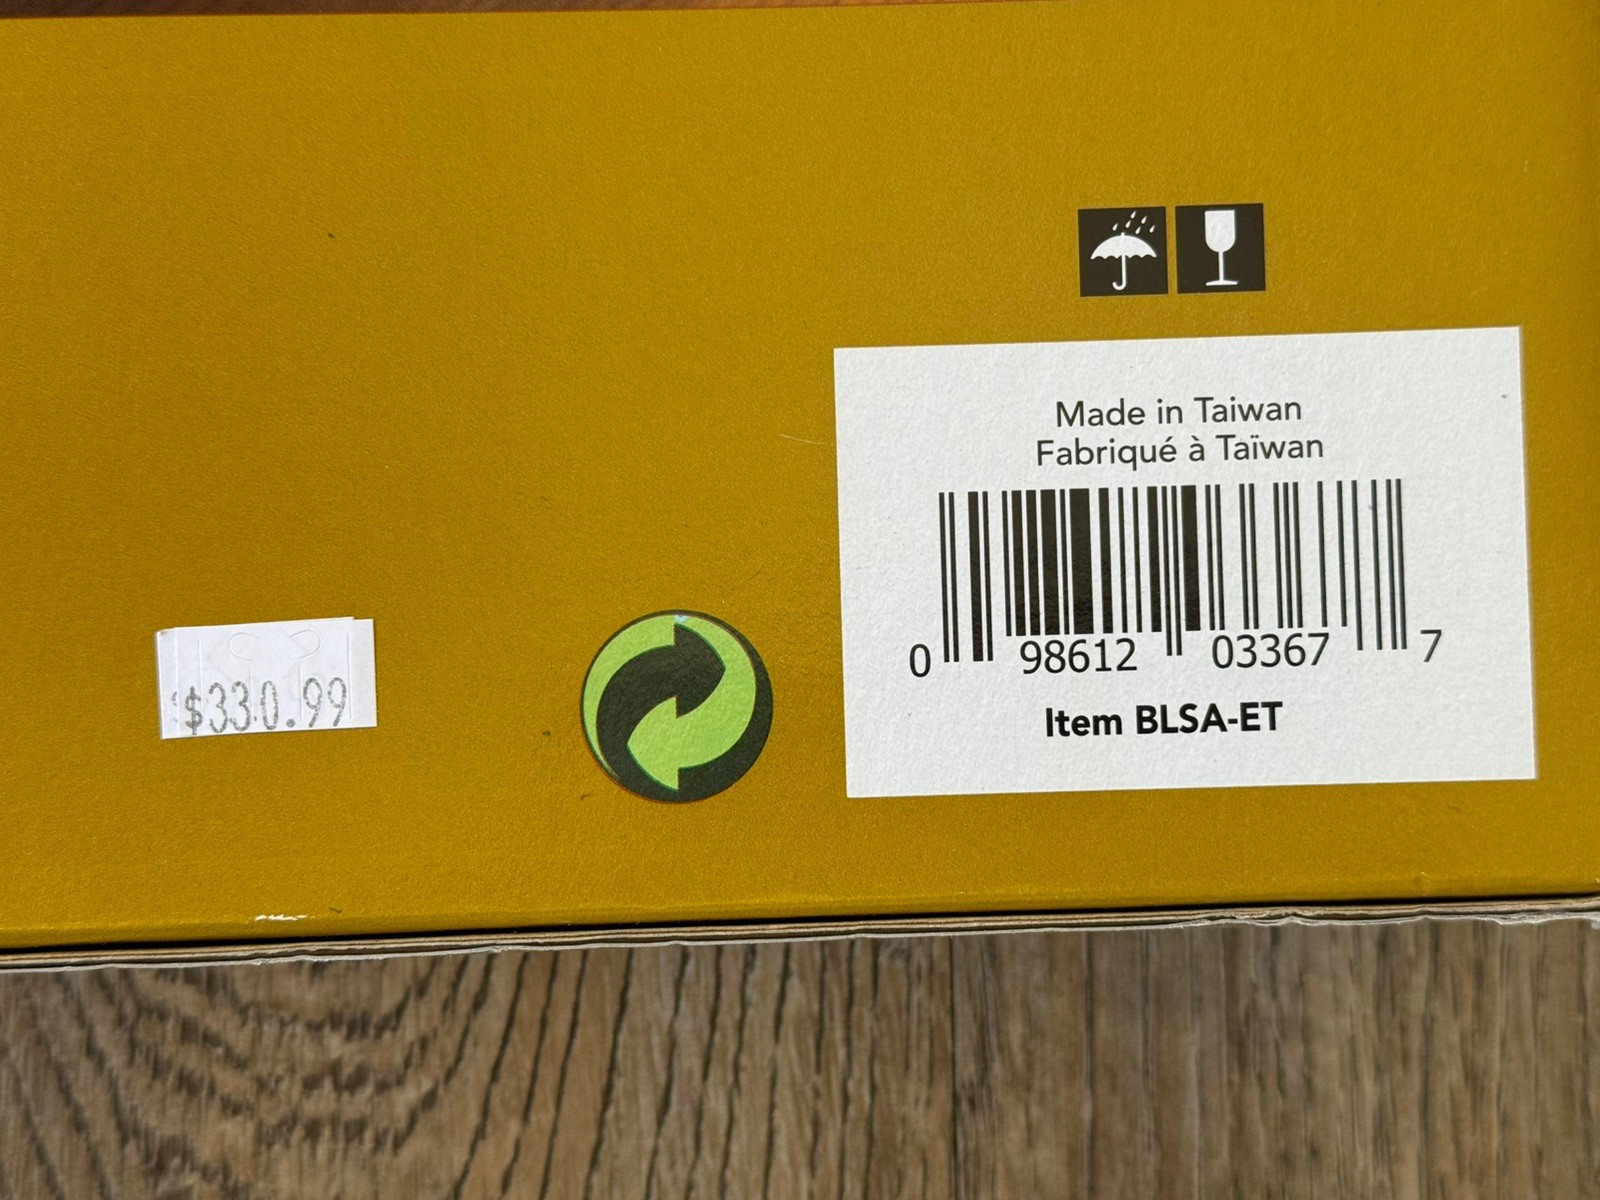 Made in Taiwan
Fabriqué à Taïwan
0 98612 03367 7
Item BLSA-ET
$330.99